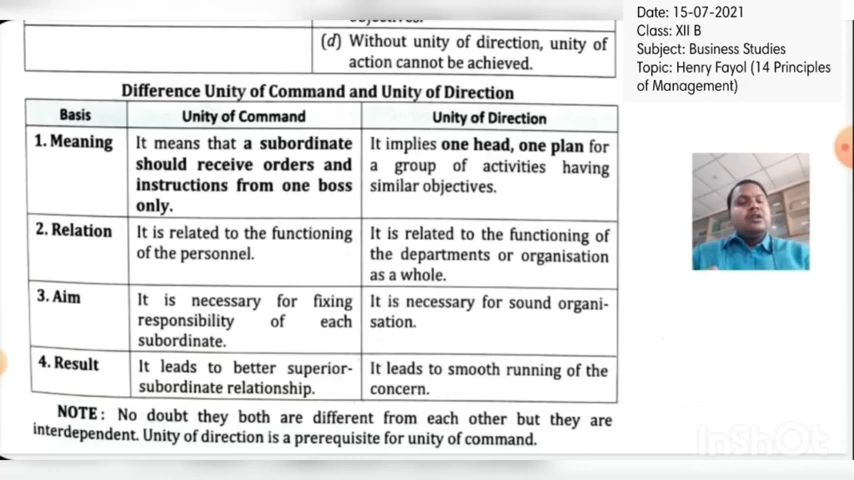 objectives.
(d) Without unity of direction, unity of
action cannot be achieved.
Difference Unity of Command and Unity of Direction
Basis
Unity of Command
Unity of Direction
1. Meaning
It means that a subordinate
should receive orders and
instructions from one boss
only.
It implies one head, one plan for
a group of activities having
similar objectives.
2. Relation
It is related to the functioning
of the personnel.
It is related to the functioning of
the departments or organisation
as a whole.
3. Aim
It is necessary for fixing
responsibility of each
subordinate.
It is necessary for sound organi-
sation.
4. Result
It leads to better superior-
subordinate relationship.
It leads to smooth running of the
concern.
NOTE: No doubt they both are different from each other but they are
interdependent. Unity of direction is a prerequisite for unity of command.
Date: 15-07-2021
Class: XII B
Subject: Business Studies
Topic: Henry Fayol (14 Principles
of Management)
InShOt